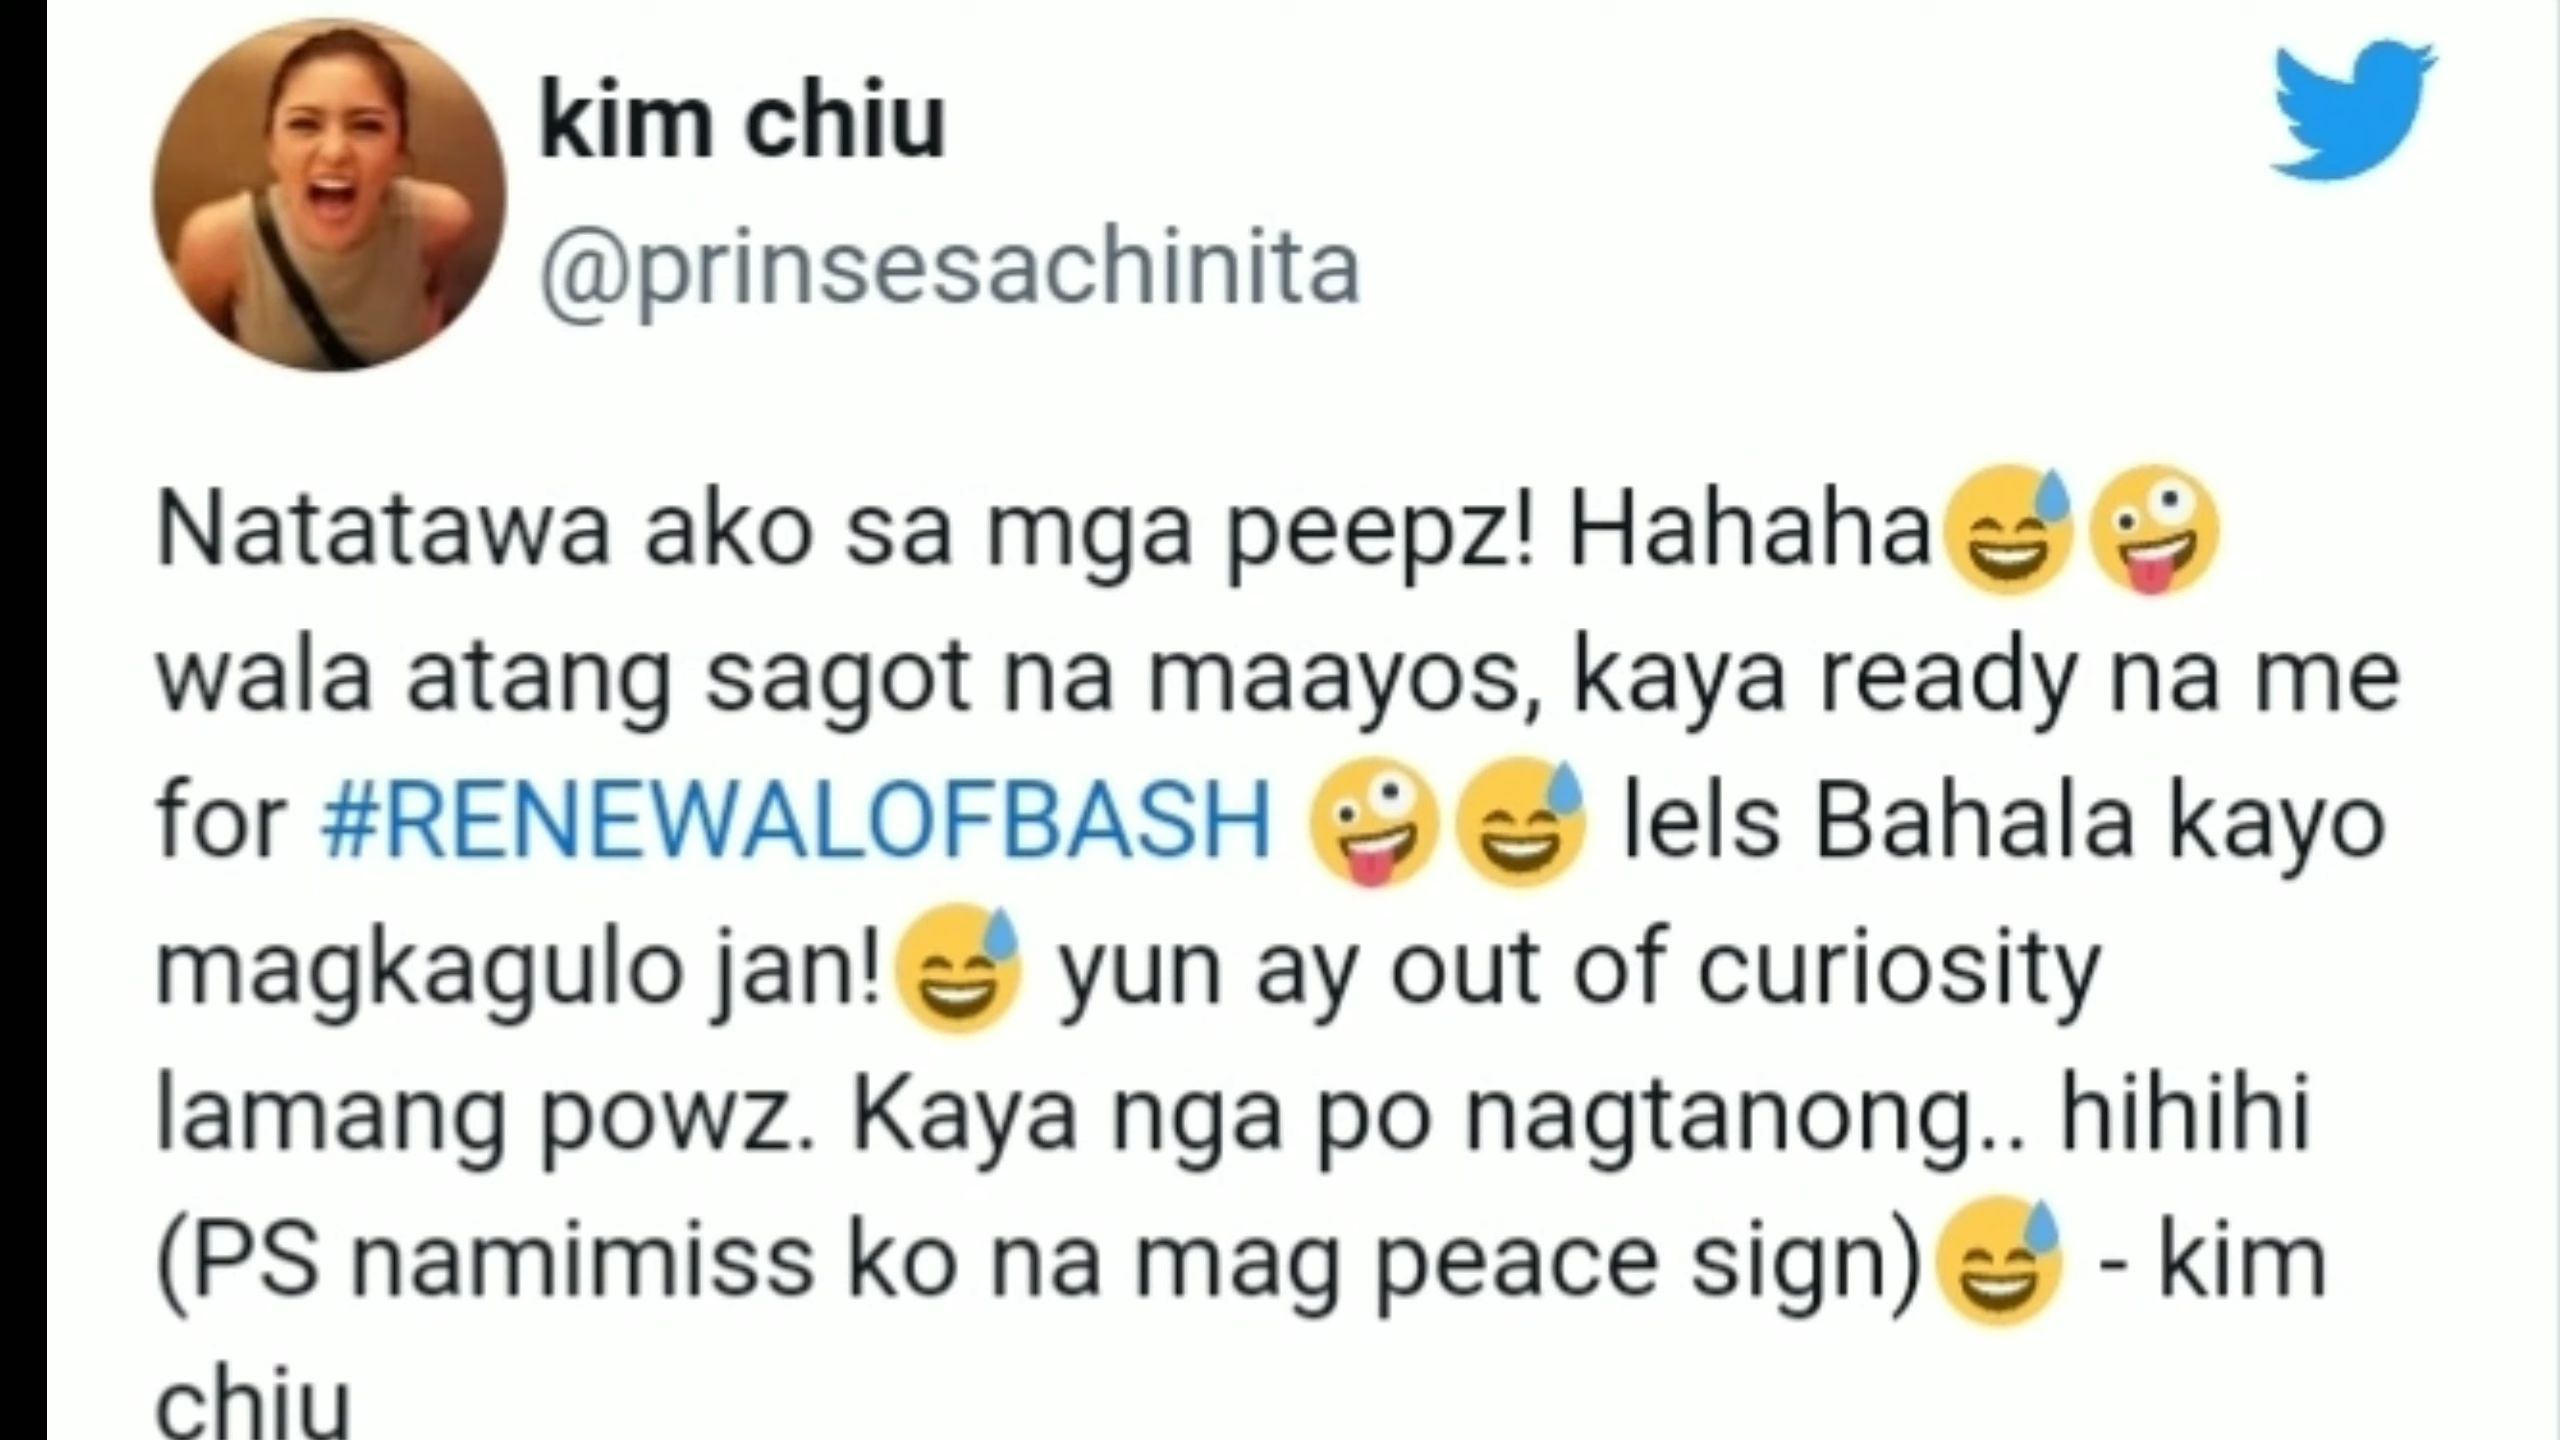 kim chiu
@prinsesachinita
Natatawa ako sa mga peepz! Hahaha😅🤪
wala atang sagot na maayos, kaya ready na me
for #RENEWALOFBASH 🤪😅 lels Bahala kayo
magkagulo jan!😅 yun ay out of curiosity
lamang powz. Kaya nga po nagtanong.. hihihi
(PS namimiss ko na mag peace sign)😅 - kim
chiu